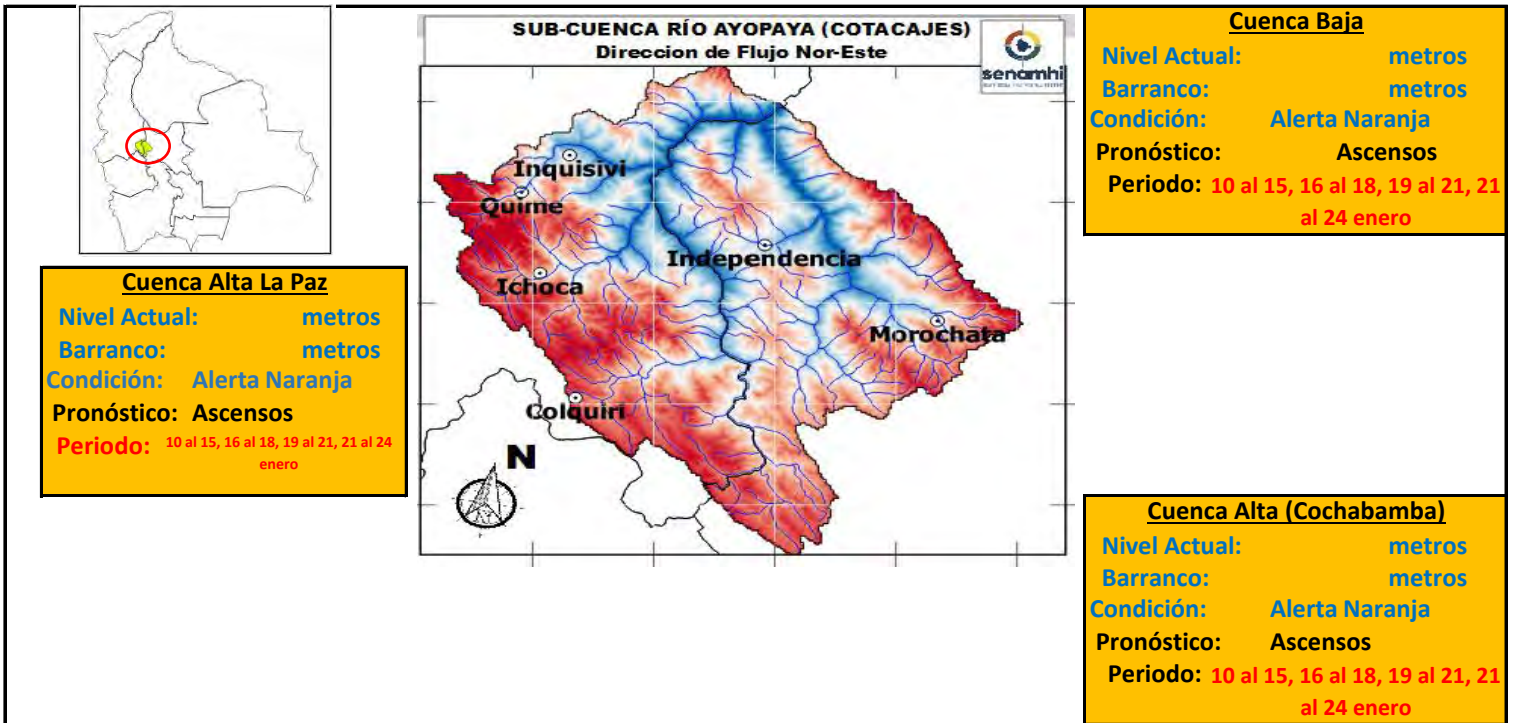 SUB-CUENCA RÍO AYOPAYA (COTACAJES)
Direccion de Flujo Nor-Este
senamhi
Inquisivi
Quime
Independencia
Ichoca
Morochata
Colquiri
N
Cuenca Alta La Paz
Nivel Actual: metros
Barranco: metros
Condición: Alerta Naranja
Pronóstico: Ascensos
Periodo: 10 al 15, 16 al 18, 19 al 21, 21 al 24
enero
Cuenca Baja
Nivel Actual: metros
Barranco: metros
Condición: Alerta Naranja
Pronóstico: Ascensos
Periodo: 10 al 15, 16 al 18, 19 al 21, 21
al 24 enero
Cuenca Alta (Cochabamba)
Nivel Actual: metros
Barranco: metros
Condición: Alerta Naranja
Pronóstico: Ascensos
Periodo: 10 al 15, 16 al 18, 19 al 21, 21
al 24 enero